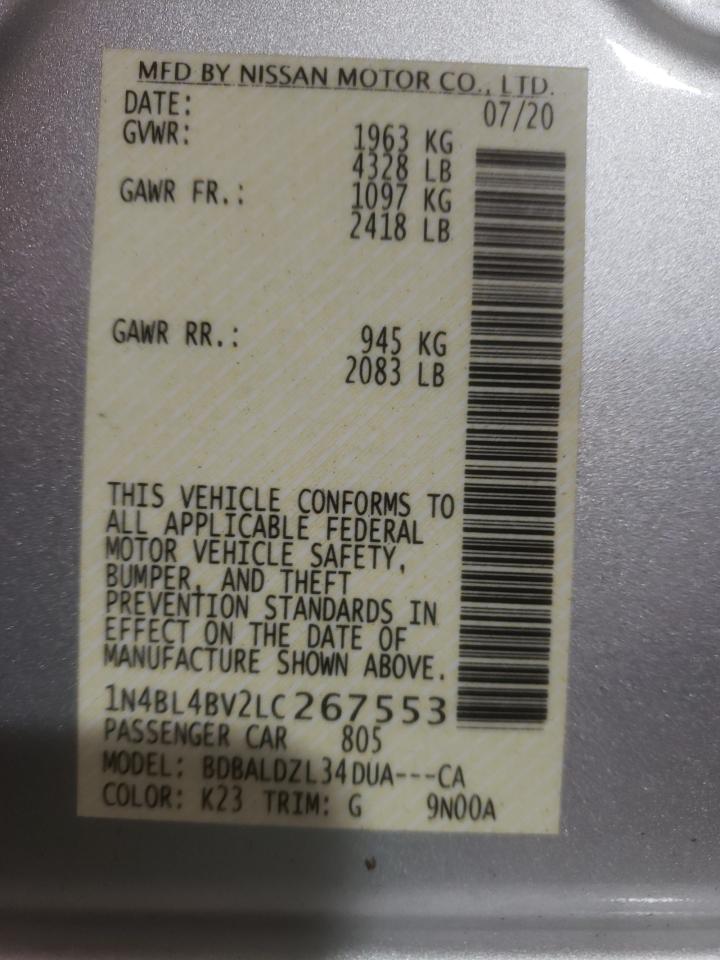 MFD BY NISSAN MOTOR CO., LTD.
DATE: 07/20
GVWR: 1963 KG
4328 LB
GAWR FR.: 1097 KG
2418 LB
GAWR RR.: 945 KG
2083 LB
THIS VEHICLE CONFORMS TO
ALL APPLICABLE FEDERAL
MOTOR VEHICLE SAFETY,
BUMPER, AND THEFT
PREVENTION STANDARDS IN
EFFECT ON THE DATE OF
MANUFACTURE SHOWN ABOVE.
1N4BL4BV2LC267553
PASSENGER CAR 805
MODEL: BDBALDZL34DUA---CA
COLOR: K23 TRIM: G 9N00A